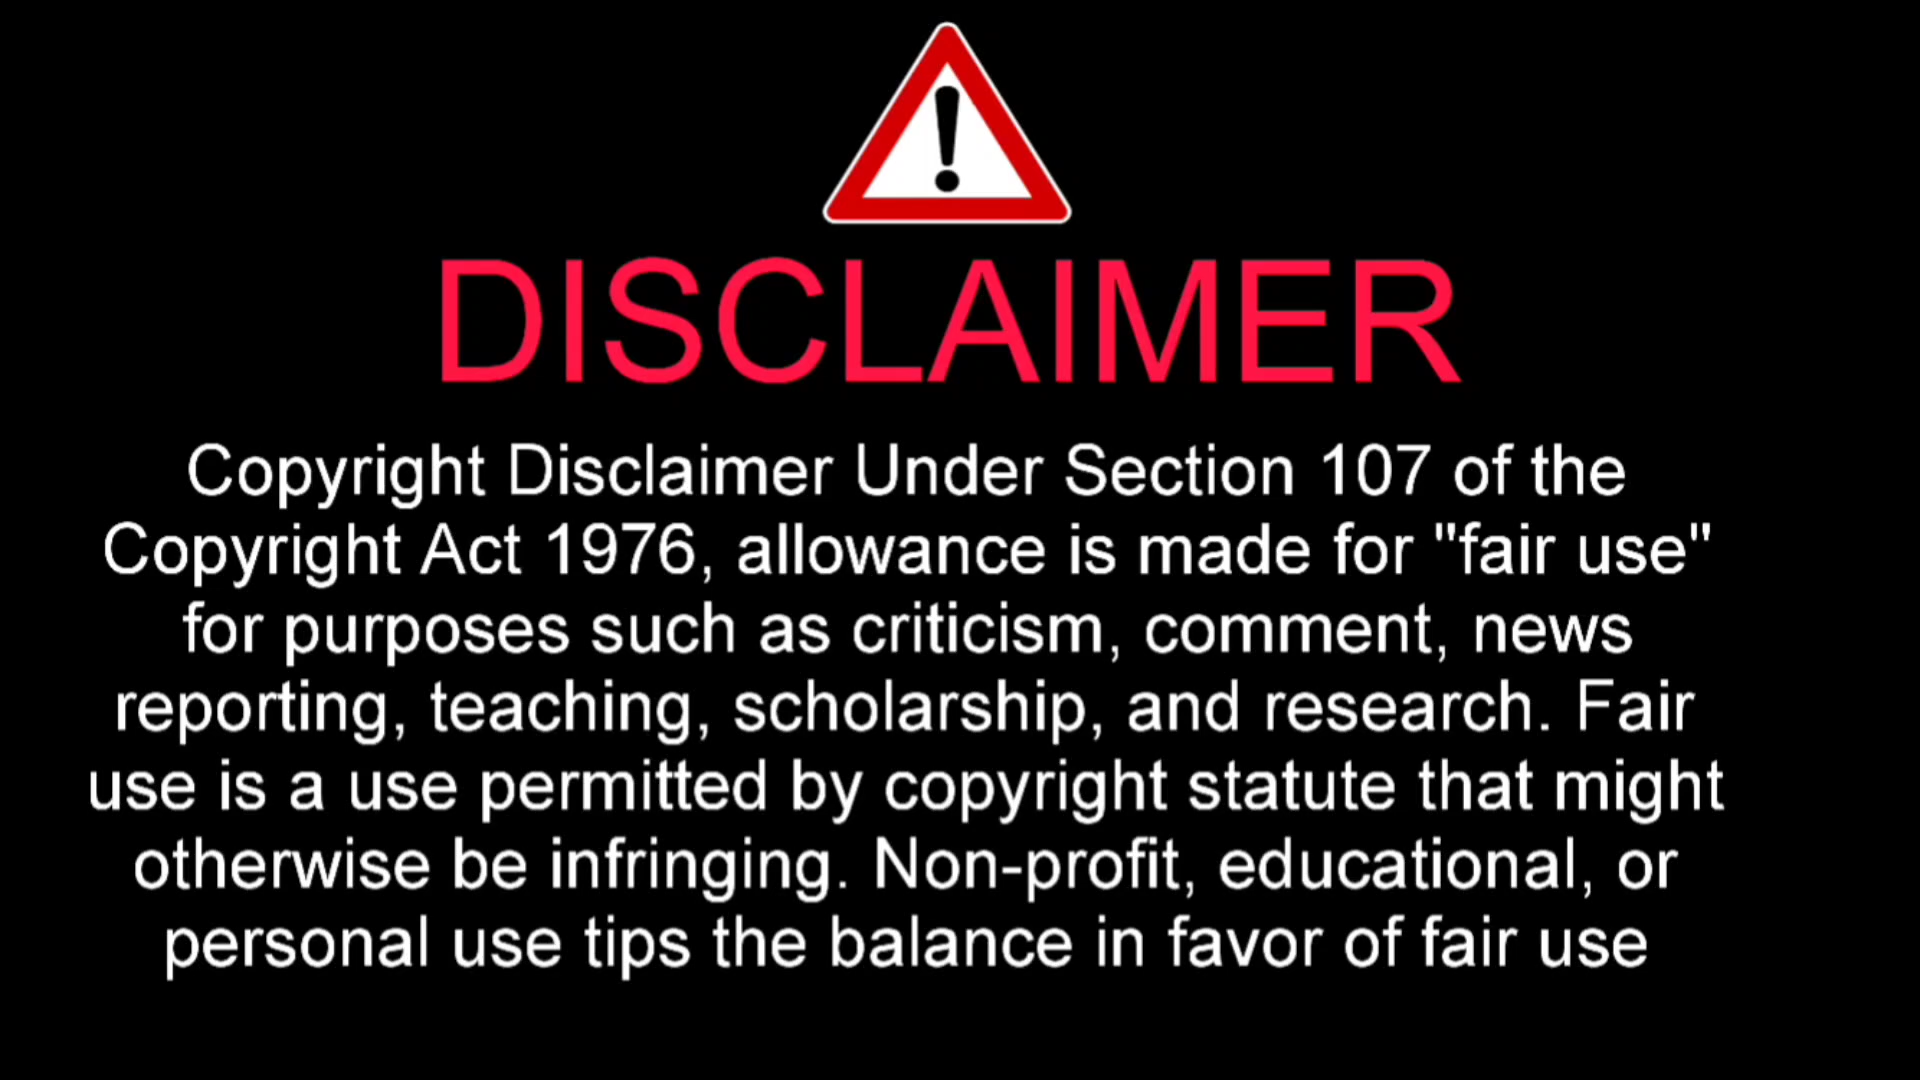 DISCLAIMER
Copyright Disclaimer Under Section 107 of the
Copyright Act 1976, allowance is made for "fair use"
for purposes such as criticism, comment, news
reporting, teaching, scholarship, and research. Fair
use is a use permitted by copyright statute that might
otherwise be infringing. Non-profit, educational, or
personal use tips the balance in favor of fair use